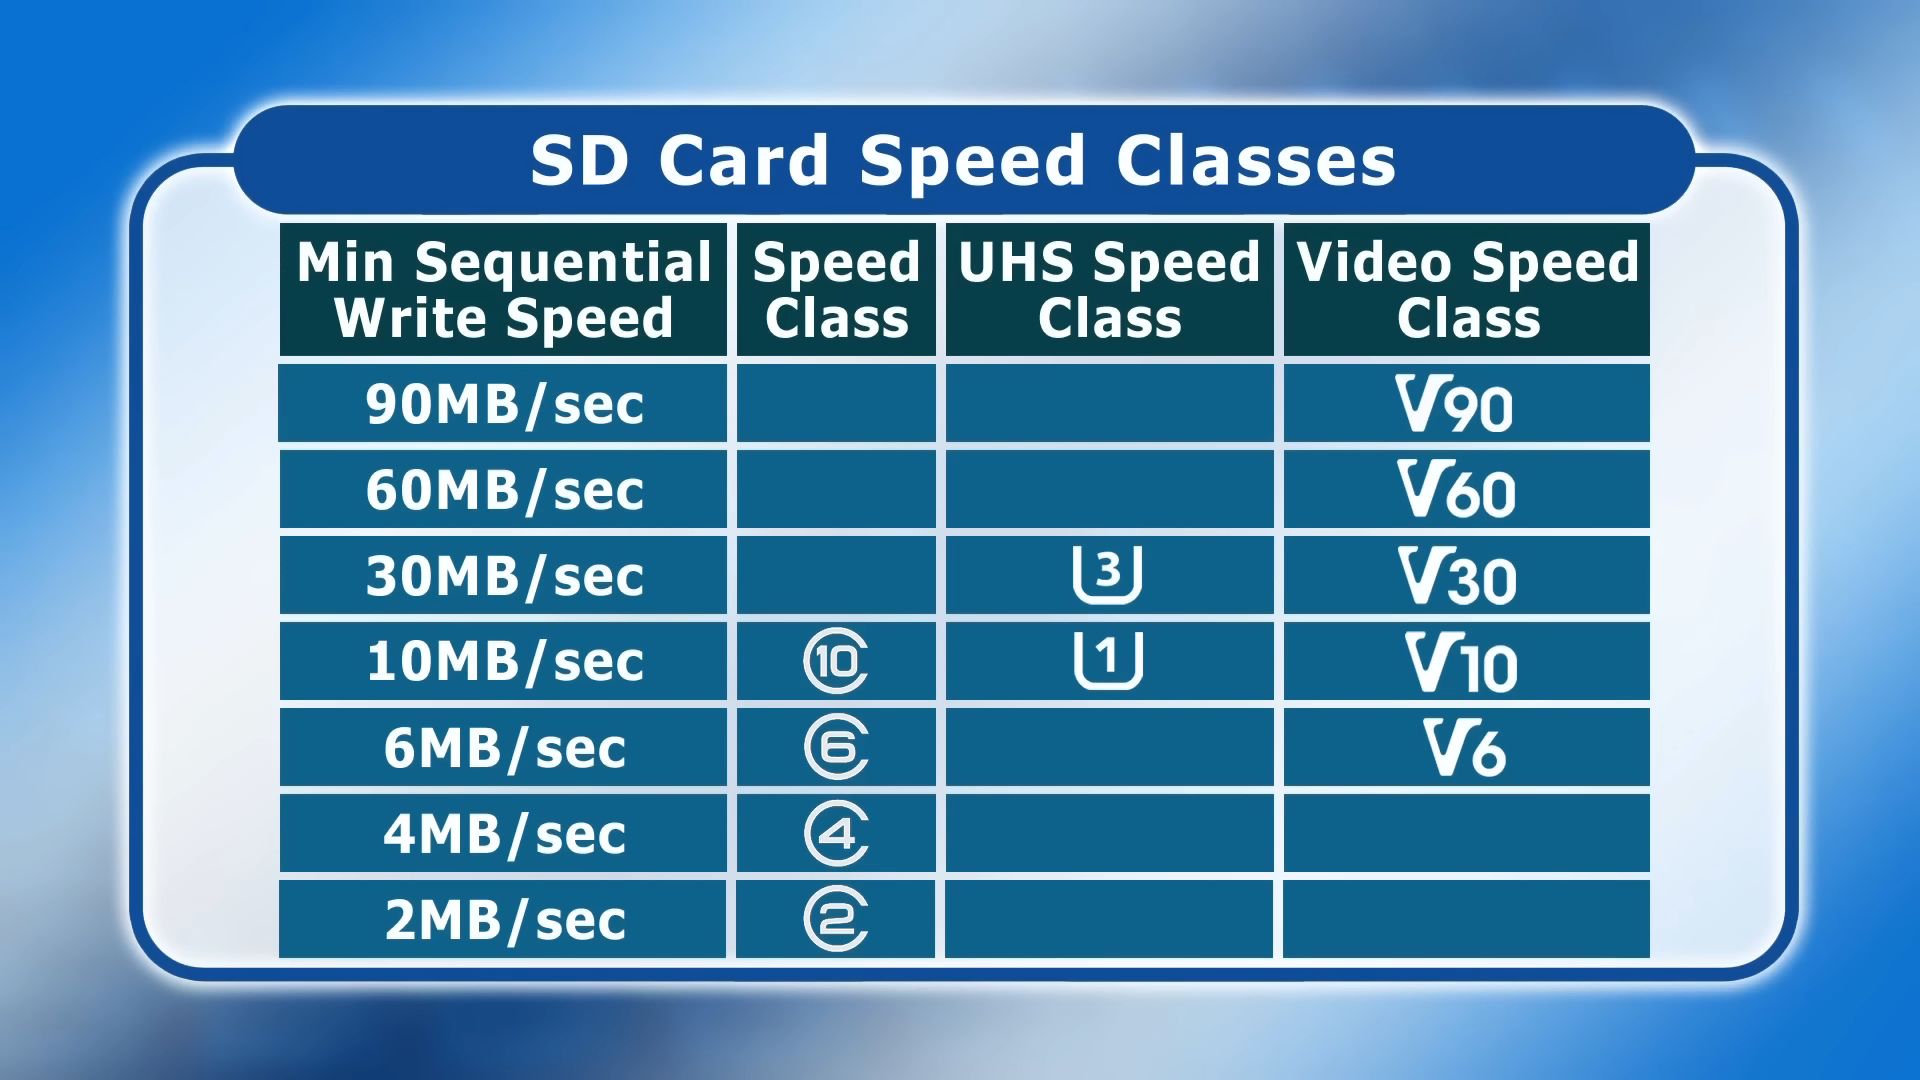 SD Card Speed Classes
Min Sequential Write Speed Speed Class UHS Speed Class Video Speed Class
90MB/sec V90
60MB/sec V60
30MB/sec 3 V30
10MB/sec 10 1 V10
6MB/sec 6 V6
4MB/sec 4
2MB/sec 2